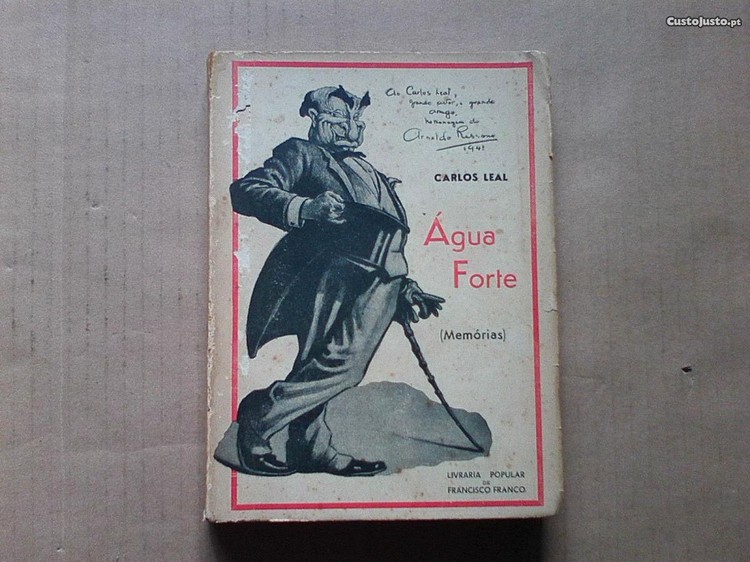 CustoJusto.pt
Ao Carlos Leal,
grande actor, e grande
amigo,
homenagem do
Arnaldo Ressano
1941
CARLOS LEAL
Água
Forte
(Memórias)
LIVRARIA POPULAR
DE
FRANCISCO FRANCO